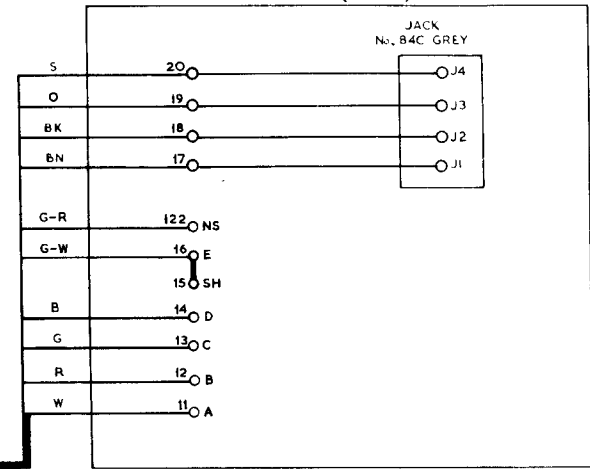 JACK
No. 84C GREY
S 20 J4
O 19 J3
BK 18 J2
BN 17 J1
G-R 122 NS
G-W 16 E
15 SH
B 14 D
G 13 C
R 12 B
W 11 A